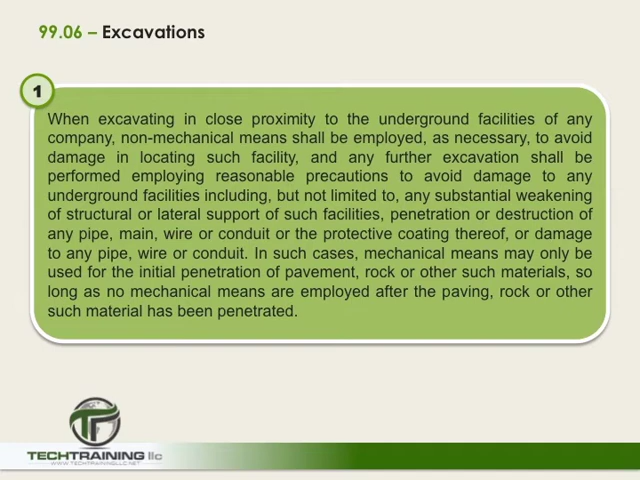 99.06 – Excavations
1
When excavating in close proximity to the underground facilities of any
company, non-mechanical means shall be employed, as necessary, to avoid
damage in locating such facility, and any further excavation shall be
performed employing reasonable precautions to avoid damage to any
underground facilities including, but not limited to, any substantial weakening
of structural or lateral support of such facilities, penetration or destruction of
any pipe, main, wire or conduit or the protective coating thereof, or damage
to any pipe, wire or conduit. In such cases, mechanical means may only be
used for the initial penetration of pavement, rock or other such materials, so
long as no mechanical means are employed after the paving, rock or other
such material has been penetrated.
TECHTRAINING llc
WWW.TECHTRAININGLLC.NET